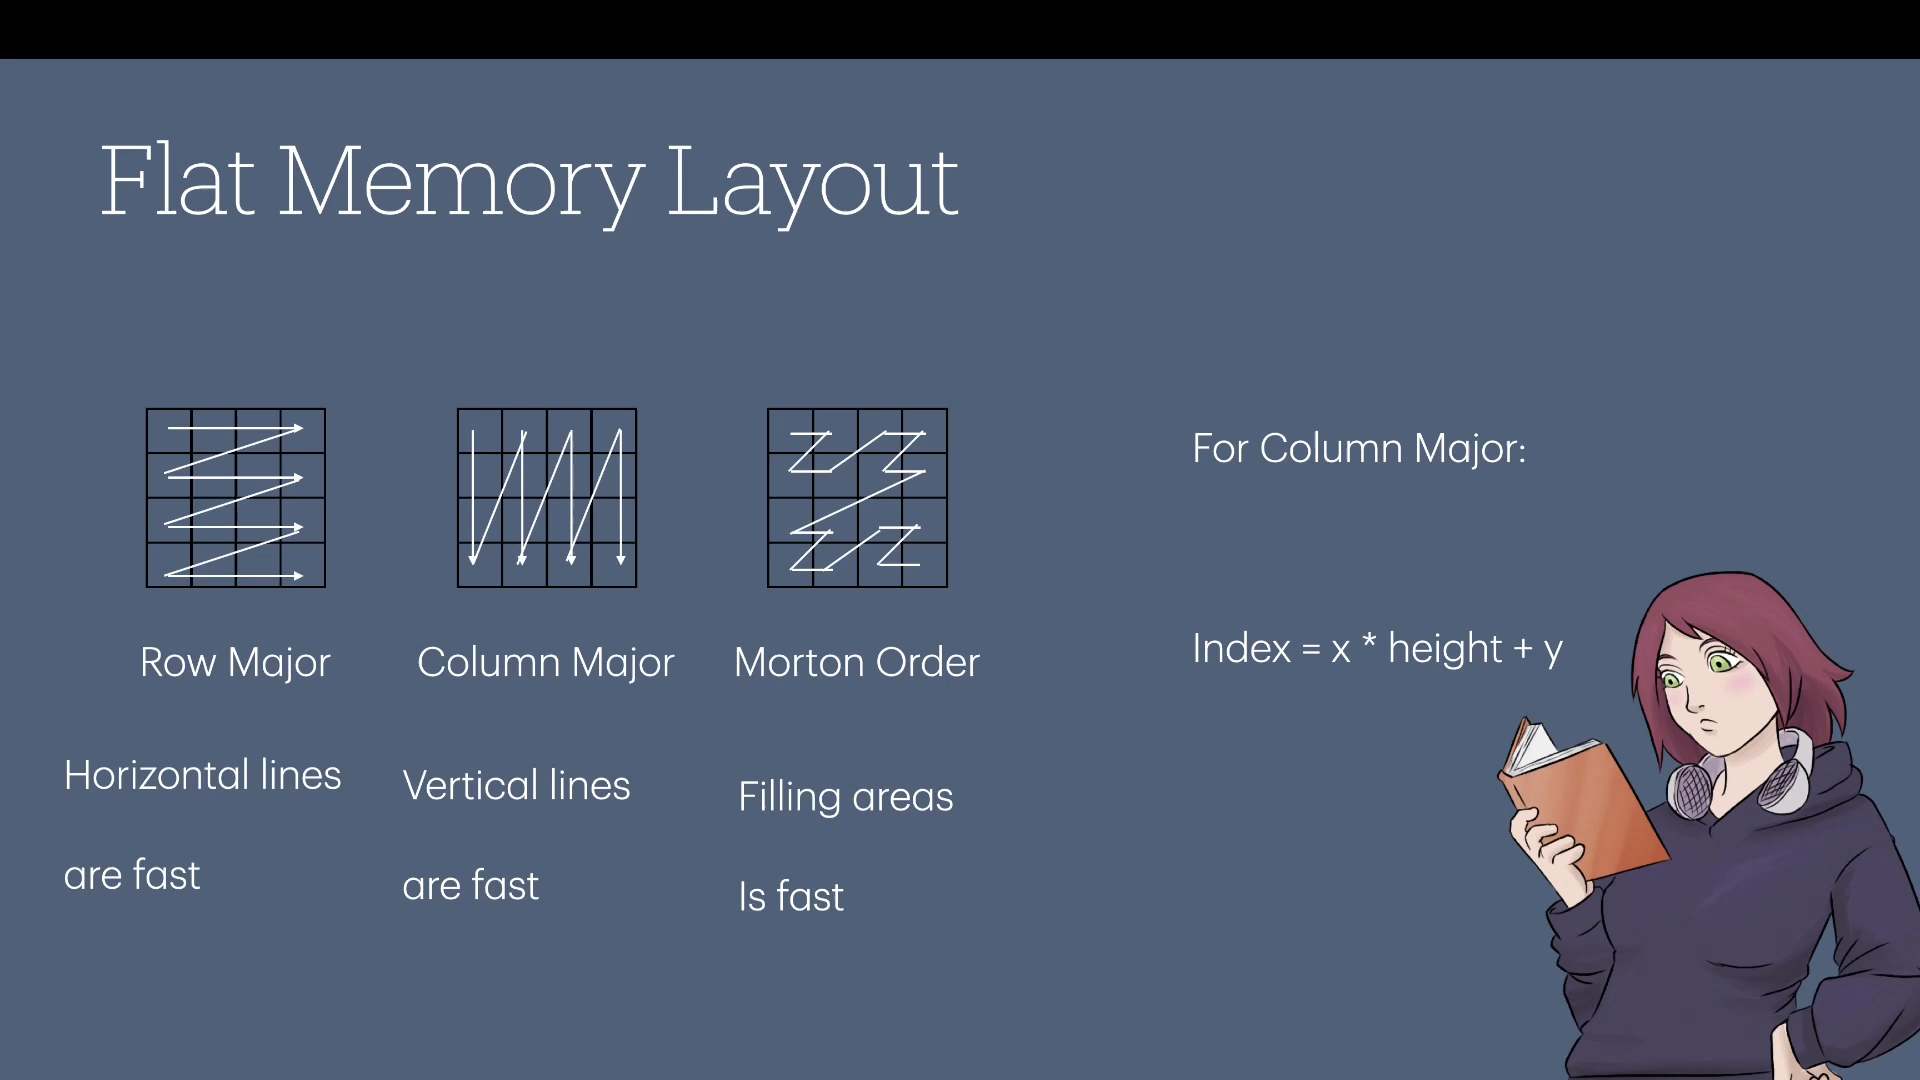 Flat Memory Layout
Row Major
Column Major
Morton Order
Horizontal lines
are fast
Vertical lines
are fast
Filling areas
Is fast
For Column Major:
Index = x * height + y